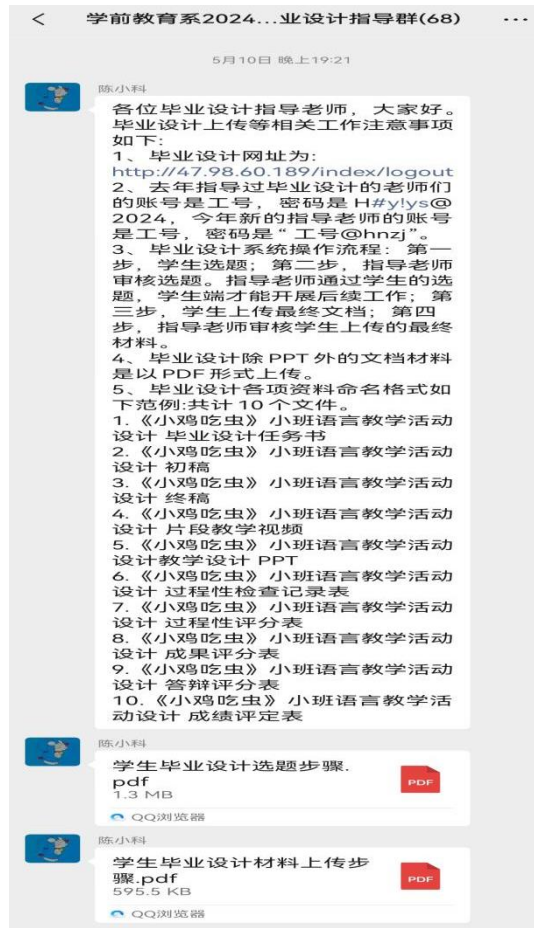 学前教育系2024...业设计指导群(68)
5月10日 晚上19:21
陈小科
各位毕业设计指导老师，大家好。
毕业设计上传等相关工作注意事项
如下:
1、毕业设计网址为:
http://47.98.60.189/index/logout
2、去年指导过毕业设计的老师们
的账号是工号，密码是 H#y!ys@
2024，今年新的指导老师的账号
是工号，密码是“工号@hnzj”。
3、毕业设计系统操作流程：第一
步，学生选题；第二步，指导老师
审核选题。指导老师通过学生的选
题，学生端才能开展后续工作；第
三步，学生上传最终文档；第四
步，指导老师审核学生上传的最终
材料。
4、毕业设计除 PPT 外的文档材料
是以 PDF 形式上传。
5、毕业设计各项资料命名格式如
下范例:共计 10 个文件。
1.《小鸡吃虫》小班语言教学活动
设计 毕业设计任务书
2.《小鸡吃虫》小班语言教学活动
设计 初稿
3.《小鸡吃虫》小班语言教学活动
设计 终稿
4.《小鸡吃虫》小班语言教学活动
设计 片段教学视频
5.《小鸡吃虫》小班语言教学活动
设计教学设计 PPT
6.《小鸡吃虫》小班语言教学活动
设计 过程性检查记录表
7.《小鸡吃虫》小班语言教学活动
设计 过程性评分表
8.《小鸡吃虫》小班语言教学活动
设计 成果评分表
9.《小鸡吃虫》小班语言教学活动
设计 答辩评分表
10.《小鸡吃虫》小班语言教学活
动设计 成绩评定表
陈小科
学生毕业设计选题步骤.
pdf
1.3 MB
PDF
QQ浏览器
陈小科
学生毕业设计材料上传步
骤.pdf
595.5 KB
PDF
QQ浏览器